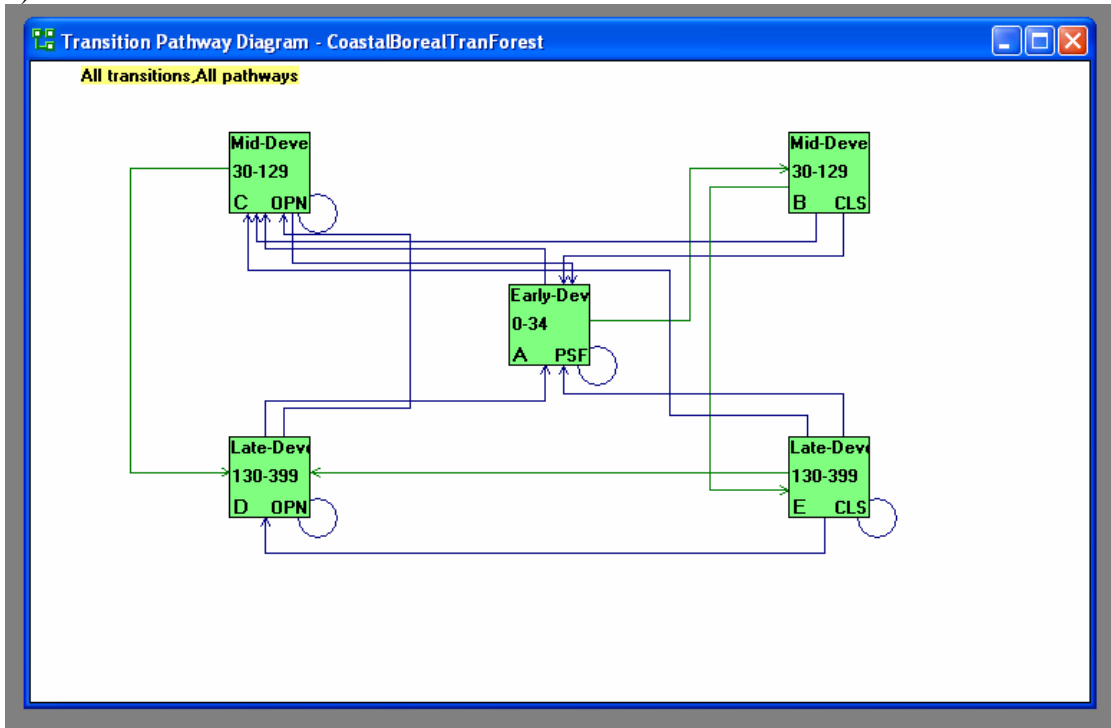 Transition Pathway Diagram - CoastalBorealTranForest
All transitions,All pathways
Mid-Deve
30-129
C OPN
Mid-Deve
30-129
B CLS
Early-Dev
0-34
A PSF
Late-Deve
130-399
D OPN
Late-Deve
130-399
E CLS